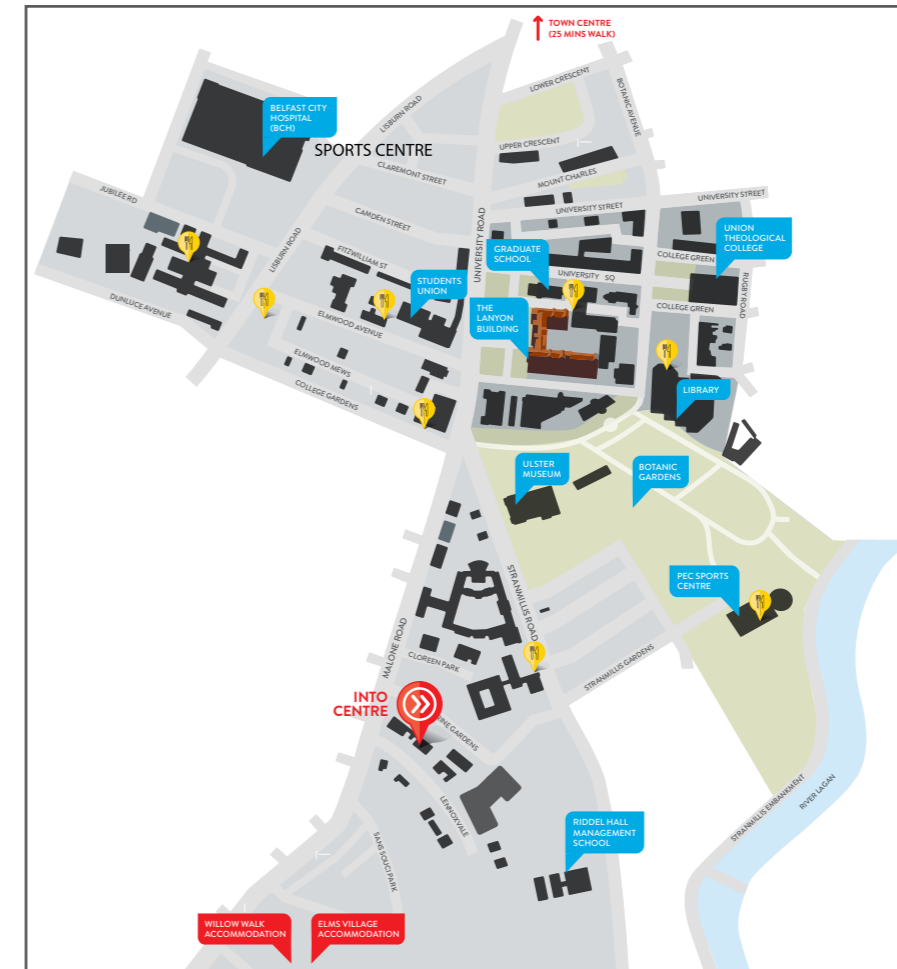 TOWN CENTRE
(25 MINS WALK)
LOWER CRESCENT
BOTANIC AVENUE
BELFAST CITY
HOSPITAL
(BCH)
LISBURN ROAD
SPORTS CENTRE
UPPER CRESCENT
CLAREMONT STREET
MOUNT CHARLES
JUBILEE RD
UNIVERSITY STREET
CAMDEN STREET
UNIVERSITY ROAD
UNIVERSITY STREET
UNION
THEOLOGICAL
COLLEGE
LISBURN ROAD
FITZWILLIAM ST
GRADUATE
SCHOOL
COLLEGE GREEN
STUDENTS
UNION
UNIVERSITY SQ
RUGBY ROAD
DUNLUCE AVENUE
THE
LANYON
BUILDING
COLLEGE GREEN
ELMWOOD AVENUE
ELMWOOD MEWS
LIBRARY
COLLEGE GARDENS
ULSTER
MUSEUM
BOTANIC
GARDENS
STRANMILLIS ROAD
PEC SPORTS
CENTRE
MALONE ROAD
CLOREEN PARK
STRANMILLIS GARDENS
INTO
CENTRE
GARDENS
LENNOXVALE
STRANMILLIS EMBANKMENT
RIVER LAGAN
RIDDEL HALL
MANAGEMENT
SCHOOL
SANS SOUCI PARK
WILLOW WALK
ACCOMMODATION
ELMS VILLAGE
ACCOMMODATION